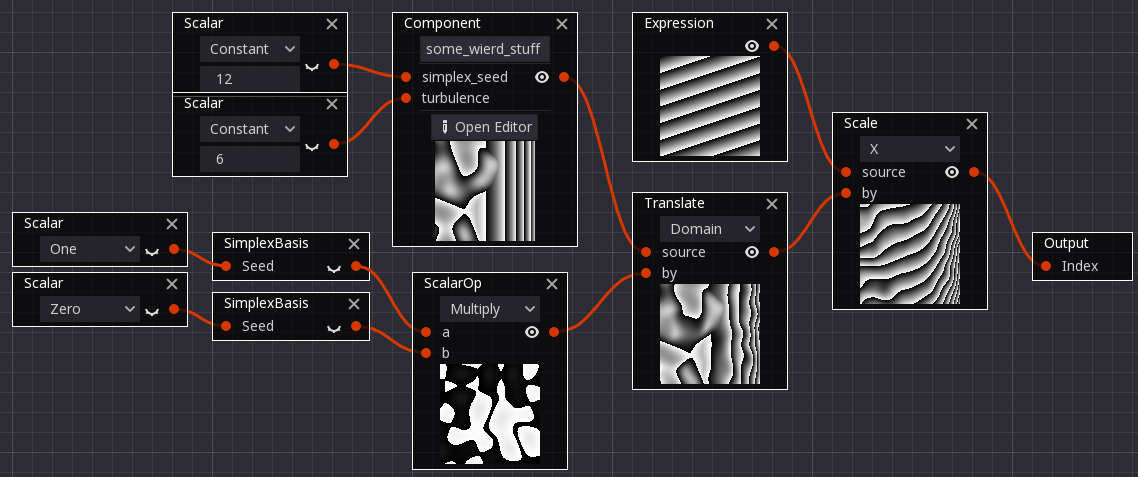 Scalar
Constant
12
Scalar
Constant
6
Component
some_wierd_stuff
simplex_seed
turbulence
Open Editor
Expression
Scale
X
source
by
Scalar
One
SimplexBasis
Seed
Scalar
Zero
SimplexBasis
Seed
ScalarOp
Multiply
a
b
Translate
Domain
source
by
Output
Index